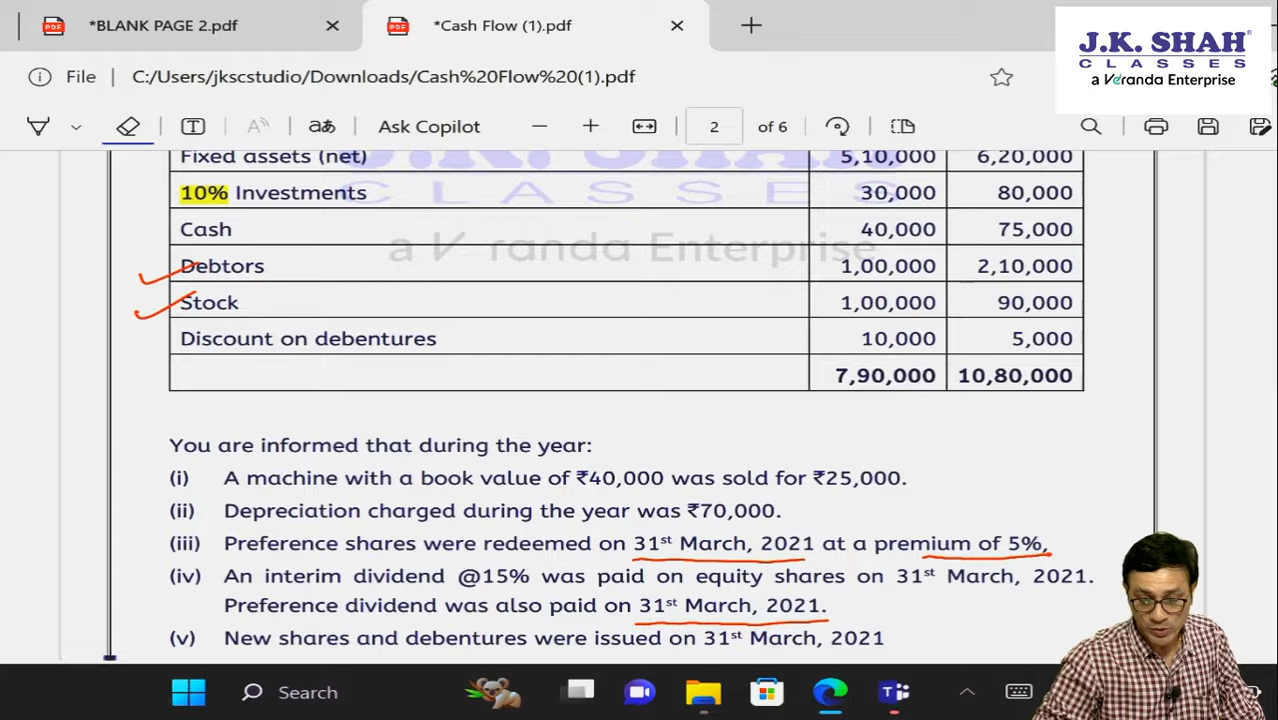 *BLANK PAGE 2.pdf
*Cash Flow (1).pdf
J.K. SHAH®
CLASSES
a Veranda Enterprise
File C:/Users/jkscstudio/Downloads/Cash%20Flow%20(1).pdf
Ask Copilot 2 of 6
J.K. SHAH
CLASSES
a Veranda Enterprise
Fixed assets (net) 5,10,000 6,20,000
10% Investments 30,000 80,000
Cash 40,000 75,000
Debtors 1,00,000 2,10,000
Stock 1,00,000 90,000
Discount on debentures 10,000 5,000
7,90,000 10,80,000
You are informed that during the year:
(i) A machine with a book value of ₹40,000 was sold for ₹25,000.
(ii) Depreciation charged during the year was ₹70,000.
(iii) Preference shares were redeemed on 31st March, 2021 at a premium of 5%,
(iv) An interim dividend @15% was paid on equity shares on 31st March, 2021.
Preference dividend was also paid on 31st March, 2021.
(v) New shares and debentures were issued on 31st March, 2021
Search